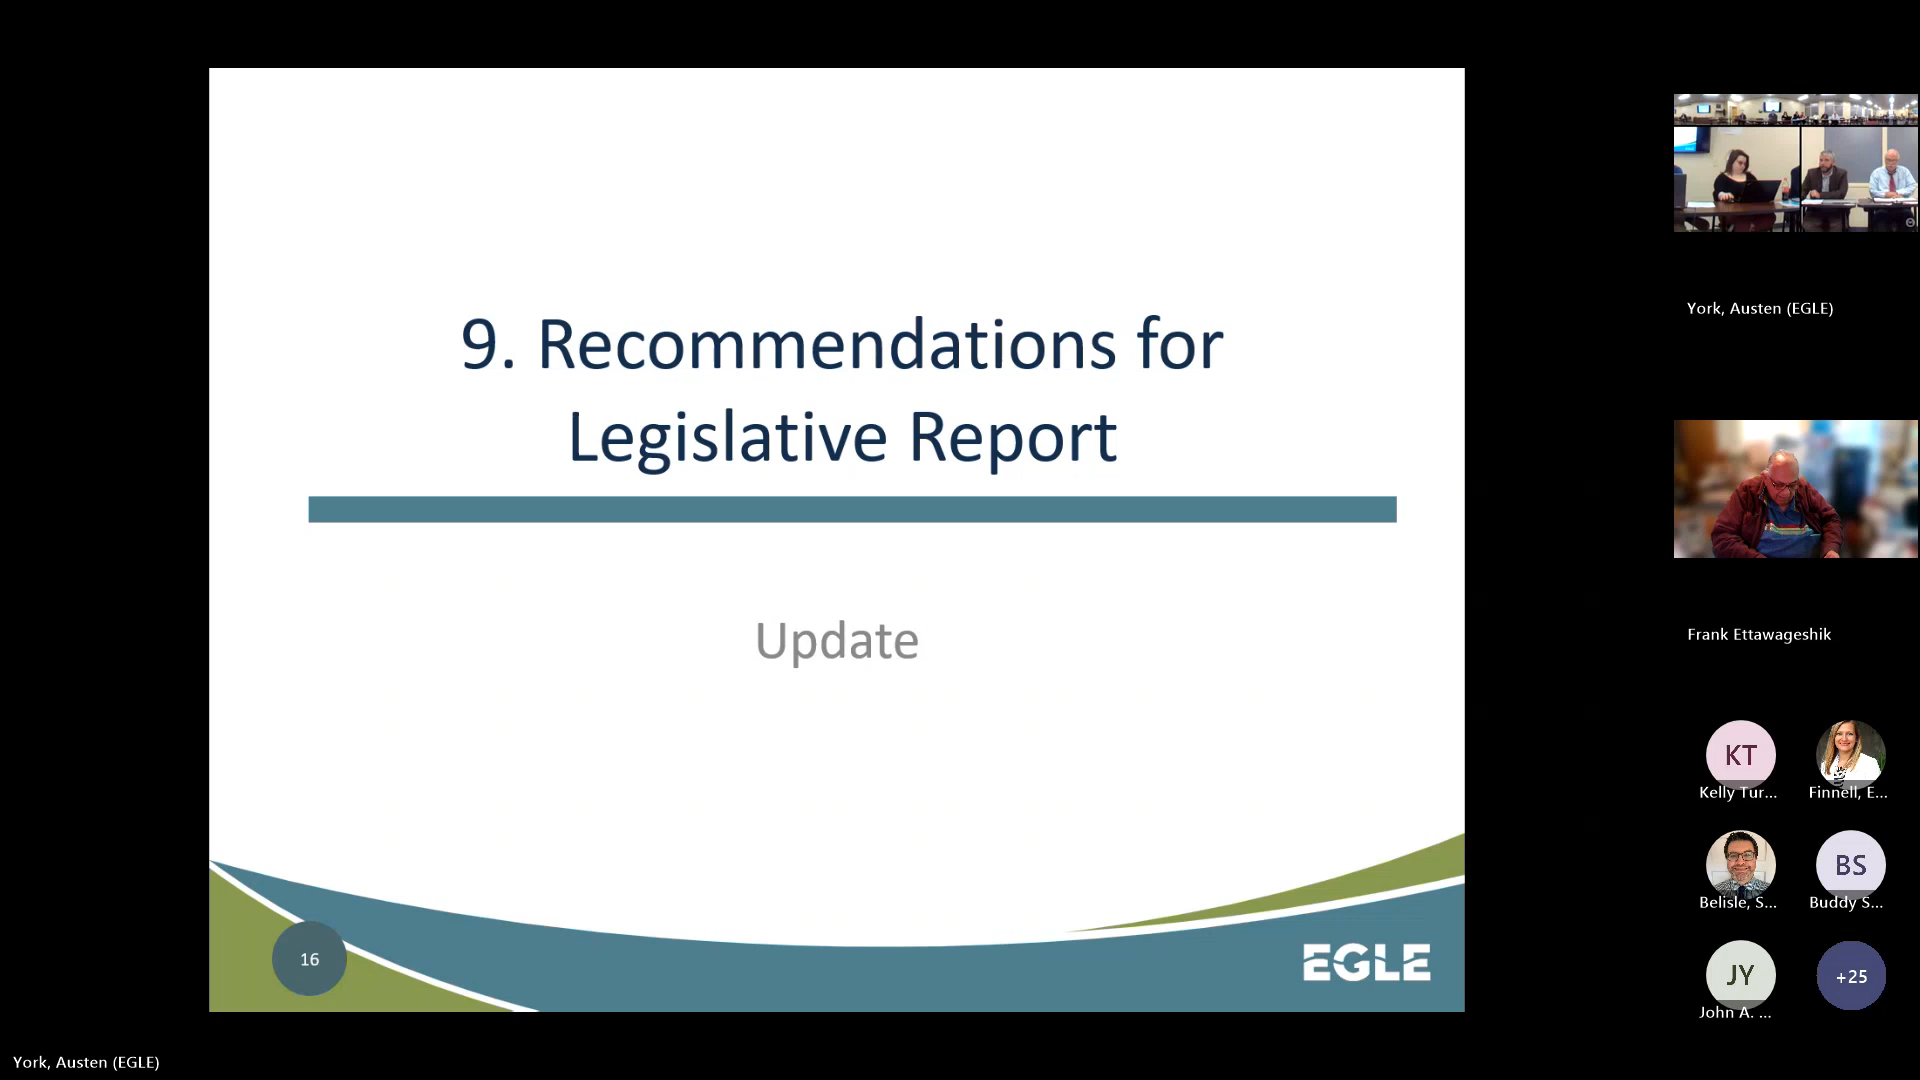 9. Recommendations for
Legislative Report
Update
16
EGLE
York, Austen (EGLE)
Frank Ettawageshik
KT
Kelly Tur...
Finnell, E...
Belisle, S...
BS
Buddy S...
JY
John A. ...
+25
York, Austen (EGLE)